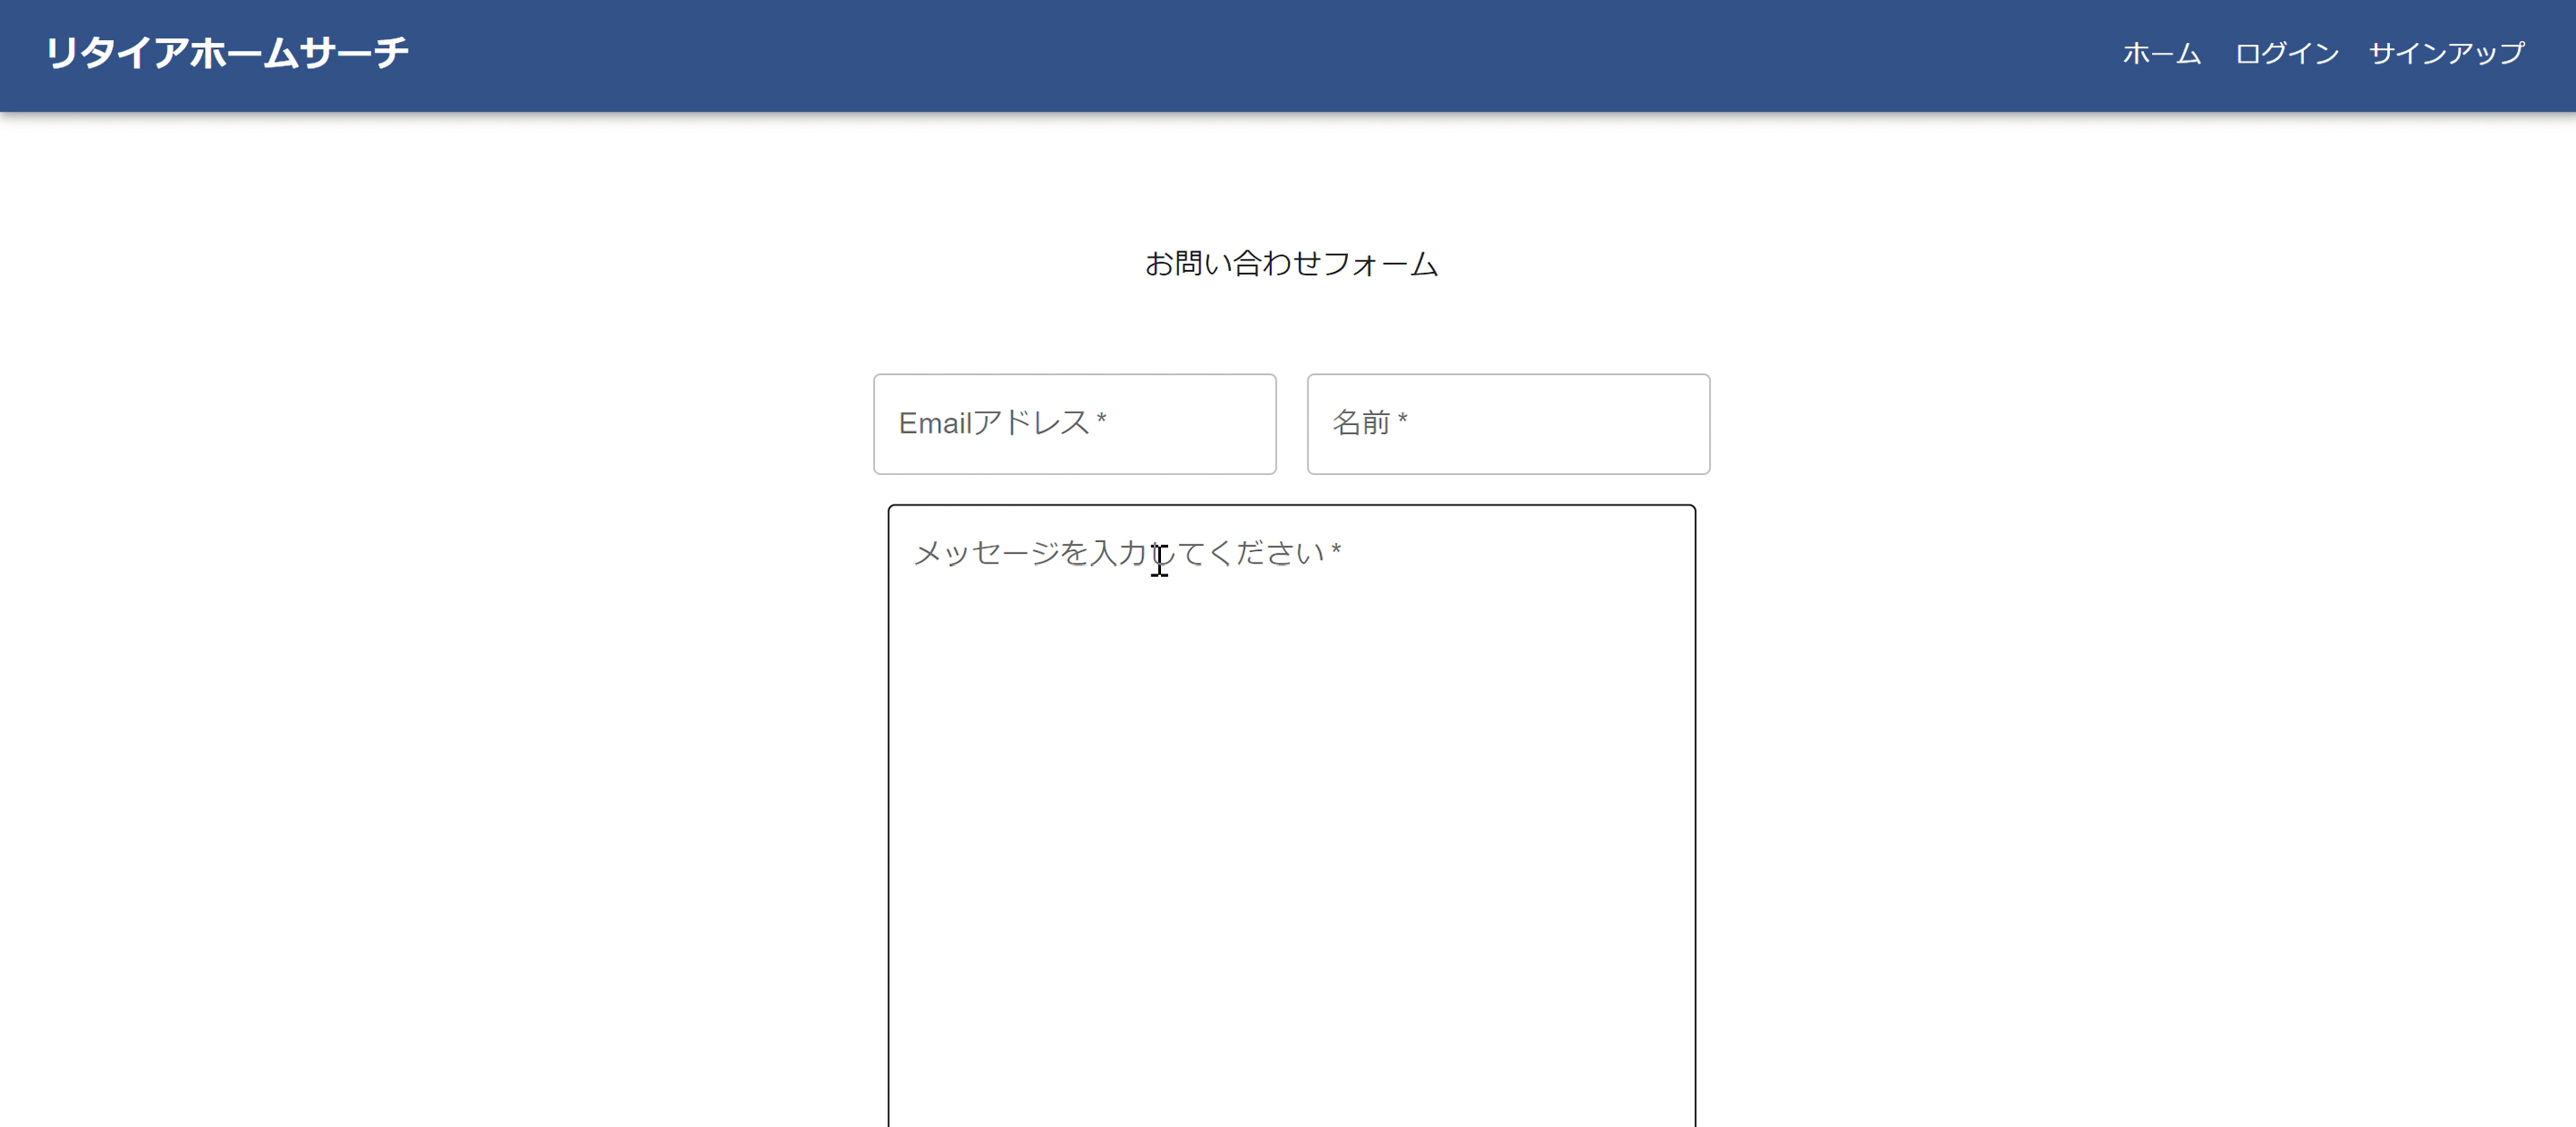 リタイアホームサーチ
ホーム ログイン サインアップ
お問い合わせフォーム
Emailアドレス *
名前 *
メッセージを入力してください *